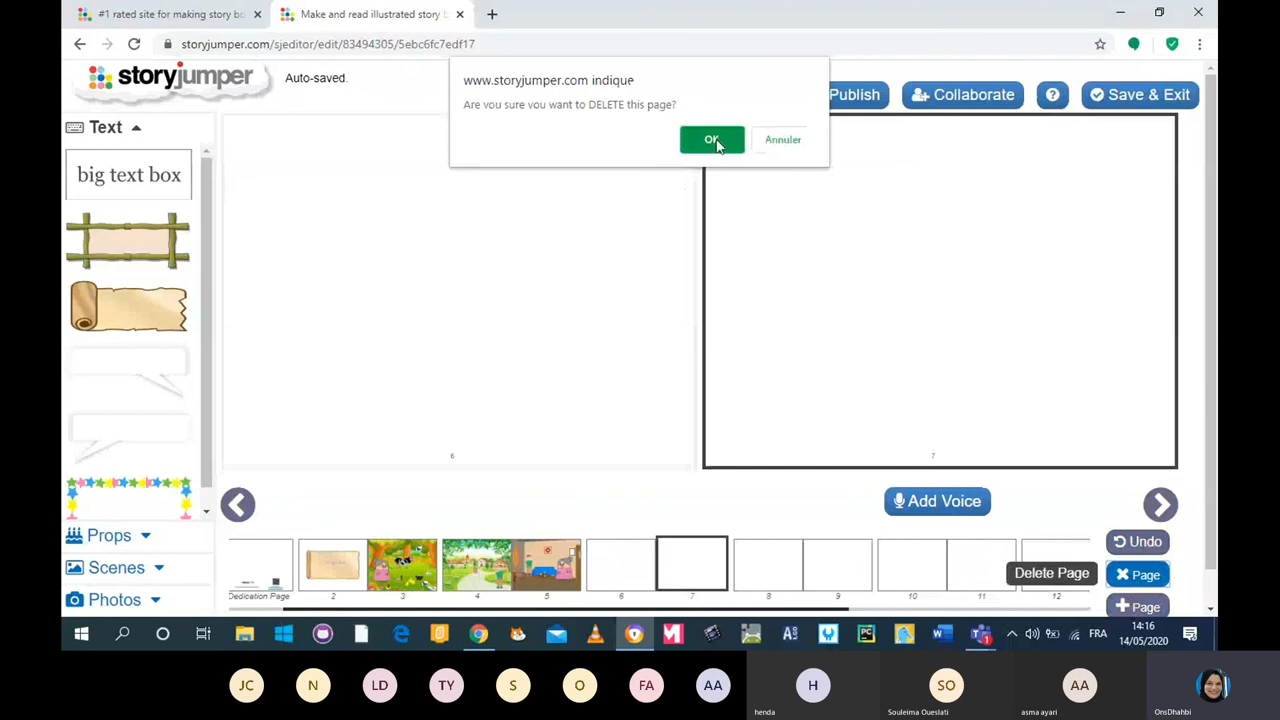 #1 rated site for making story bo
Make and read illustrated story b
storyjumper.com/sjeditor/edit/83494305/5ebc6fc7edf17
storyjumper
Auto-saved.
www.storyjumper.com indique
Are you sure you want to DELETE this page?
OK
Annuler
Publish
Collaborate
?
Save & Exit
Text
big text box
6
7
Add Voice
Props
Scenes
Photos
Undo
Delete Page
Page
Page
Dedication Page
2
3
4
5
6
7
8
9
10
11
12
FRA
14:16
14/05/2020
JC
N
LD
TY
S
O
FA
AA
H
SO
AA
henda
Souleima Oueslati
asma ayari
OnsDhahbi